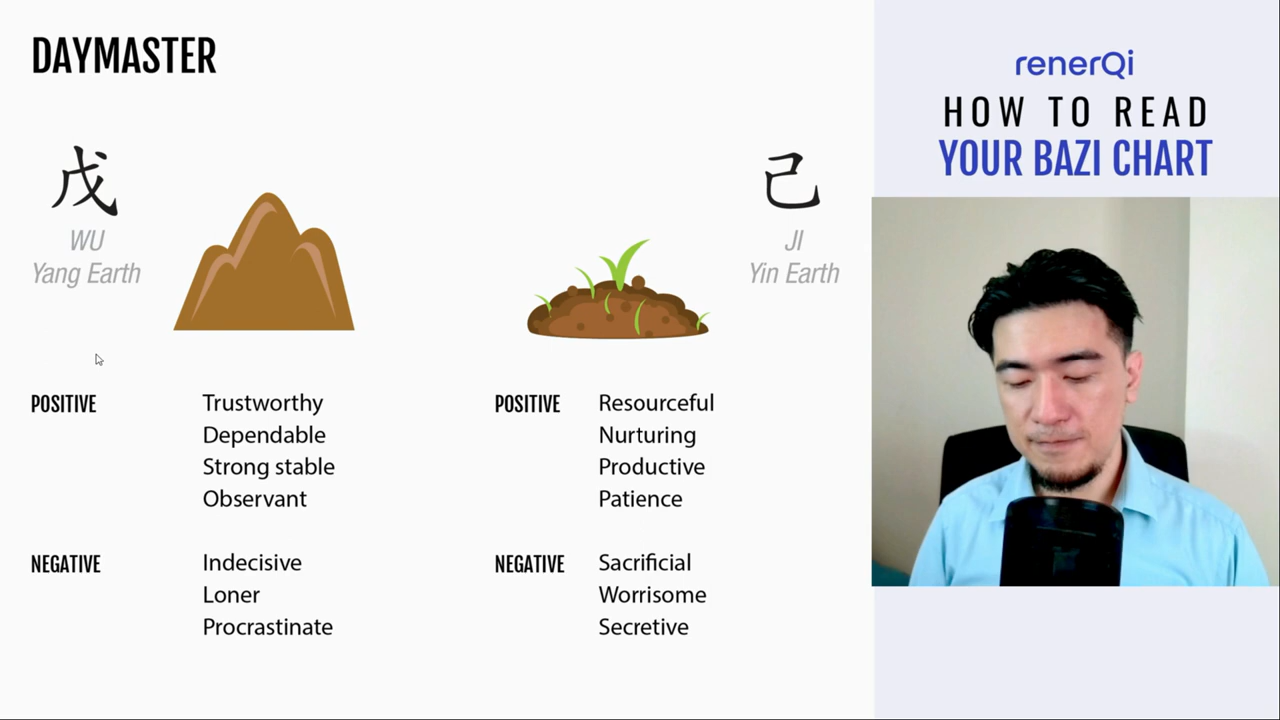 DAYMASTER
戊
WU
Yang Earth
己
JI
Yin Earth
POSITIVE
Trustworthy
Dependable
Strong stable
Observant
NEGATIVE
Indecisive
Loner
Procrastinate
POSITIVE
Resourceful
Nurturing
Productive
Patience
NEGATIVE
Sacrificial
Worrisome
Secretive
renerQi
HOW TO READ
YOUR BAZI CHART